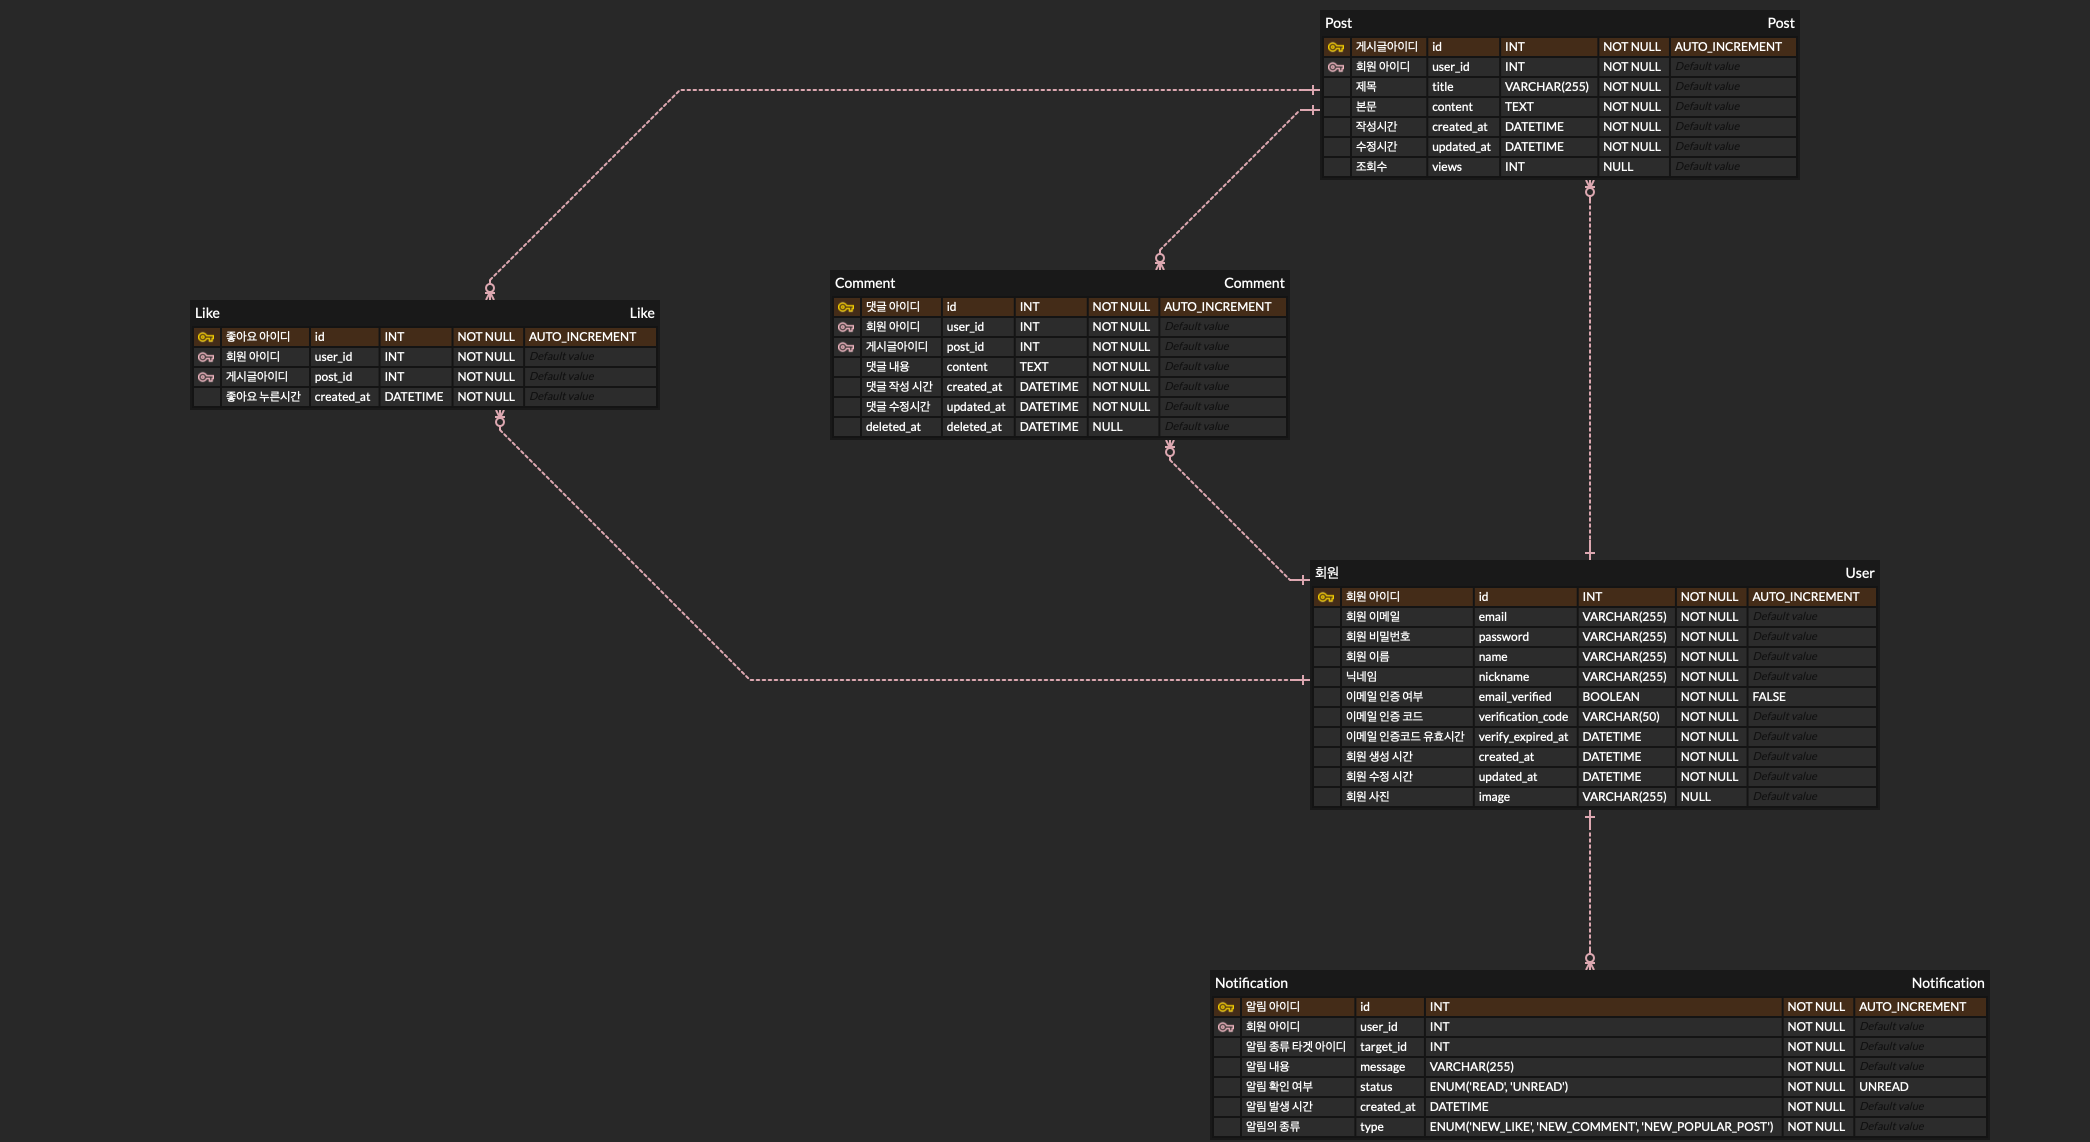 Post Post
게시글아이디 id INT NOT NULL AUTO_INCREMENT
회원 아이디 user_id INT NOT NULL Default value
제목 title VARCHAR(255) NOT NULL Default value
본문 content TEXT NOT NULL Default value
작성시간 created_at DATETIME NOT NULL Default value
수정시간 updated_at DATETIME NOT NULL Default value
조회수 views INT NULL Default value
Comment Comment
댓글 아이디 id INT NOT NULL AUTO_INCREMENT
회원 아이디 user_id INT NOT NULL Default value
게시글아이디 post_id INT NOT NULL Default value
댓글 내용 content TEXT NOT NULL Default value
댓글 작성 시간 created_at DATETIME NOT NULL Default value
댓글 수정시간 updated_at DATETIME NOT NULL Default value
deleted_at deleted_at DATETIME NULL Default value
Like Like
좋아요 아이디 id INT NOT NULL AUTO_INCREMENT
회원 아이디 user_id INT NOT NULL Default value
게시글아이디 post_id INT NOT NULL Default value
좋아요 누른시간 created_at DATETIME NOT NULL Default value
회원 User
회원 아이디 id INT NOT NULL AUTO_INCREMENT
회원 이메일 email VARCHAR(255) NOT NULL Default value
회원 비밀번호 password VARCHAR(255) NOT NULL Default value
회원 이름 name VARCHAR(255) NOT NULL Default value
닉네임 nickname VARCHAR(255) NOT NULL Default value
이메일 인증 여부 email_verified BOOLEAN NOT NULL FALSE
이메일 인증 코드 verification_code VARCHAR(50) NOT NULL Default value
이메일 인증코드 유효시간 verify_expired_at DATETIME NOT NULL Default value
회원 생성 시간 created_at DATETIME NOT NULL Default value
회원 수정 시간 updated_at DATETIME NOT NULL Default value
회원 사진 image VARCHAR(255) NULL Default value
Notification Notification
알림 아이디 id INT NOT NULL AUTO_INCREMENT
회원 아이디 user_id INT NOT NULL Default value
알림 종류 타겟 아이디 target_id INT NOT NULL Default value
알림 내용 message VARCHAR(255) NOT NULL Default value
알림 확인 여부 status ENUM('READ', 'UNREAD') NOT NULL UNREAD
알림 발생 시간 created_at DATETIME NOT NULL Default value
알림의 종류 type ENUM('NEW_LIKE', 'NEW_COMMENT', 'NEW_POPULAR_POST') NOT NULL Default value